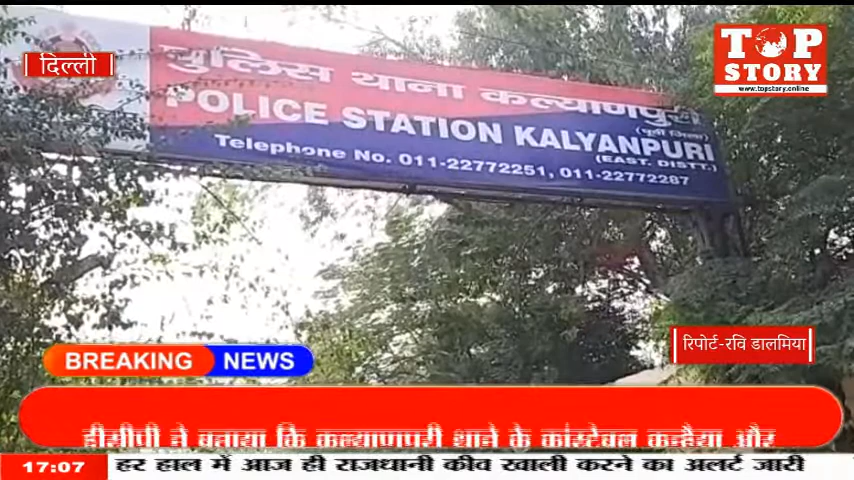 दिल्ली
TOP
STORY
www.topstory.online
पुलिस थाना कल्याणपुरी
(पूर्वी जिला)
POLICE STATION KALYANPURI
(EAST. DISTT.)
Telephone No. 011-22772251, 011-22772287
रिपोर्ट-रवि डालमिया
BREAKING NEWS
डीसीपी ने बताया कि कल्याणपुरी थाने के कांस्टेबल कन्हैया और
17:07 हर हाल में आज ही राजधानी कीव खाली करने का अलर्ट जारी